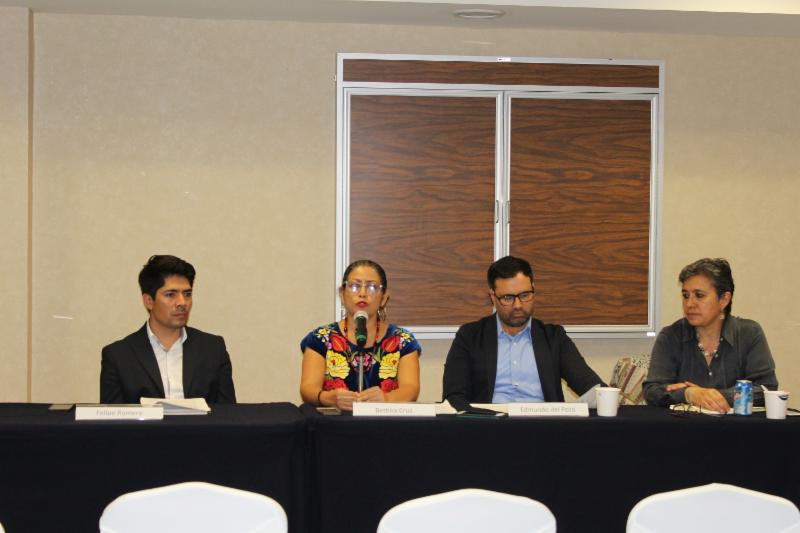 Felipe Romero
Bettina Cruz
Edmundo del Pozo